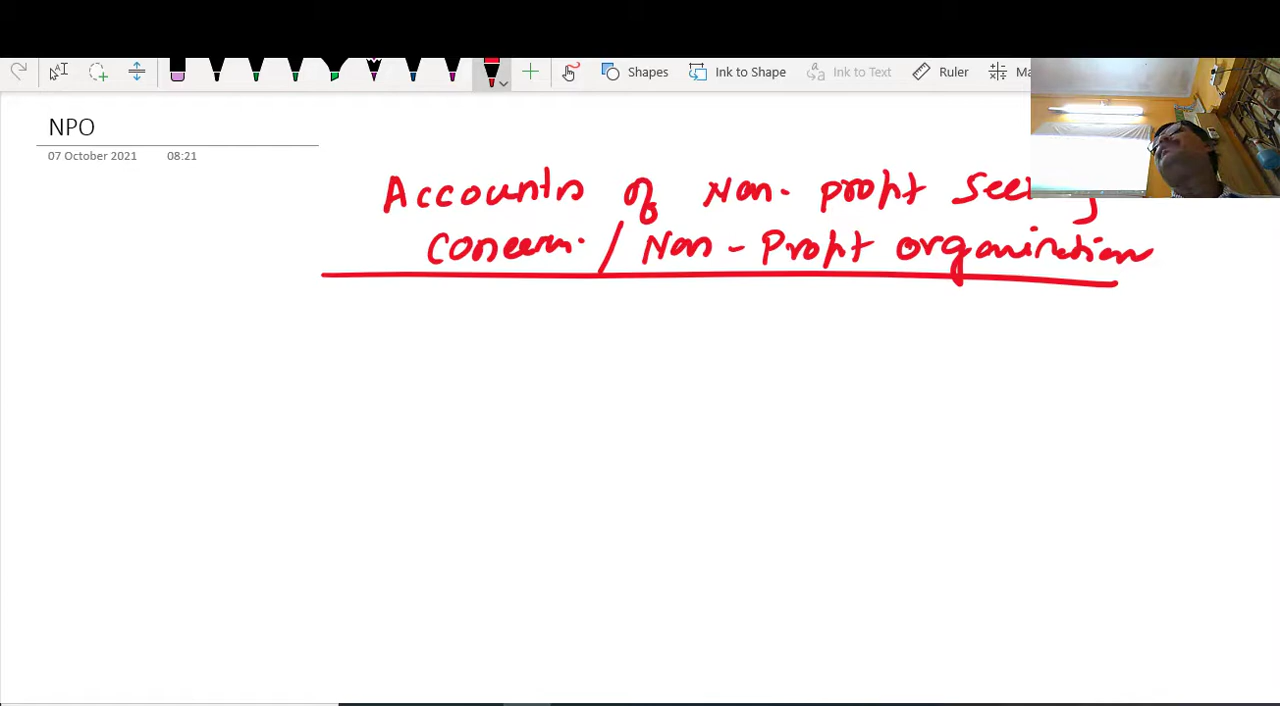 Shapes Ink to Shape Ink to Text Ruler Ma
NPO
07 October 2021 08:21
Accounts of Non-profit
Concern. / Non-Profit organisation